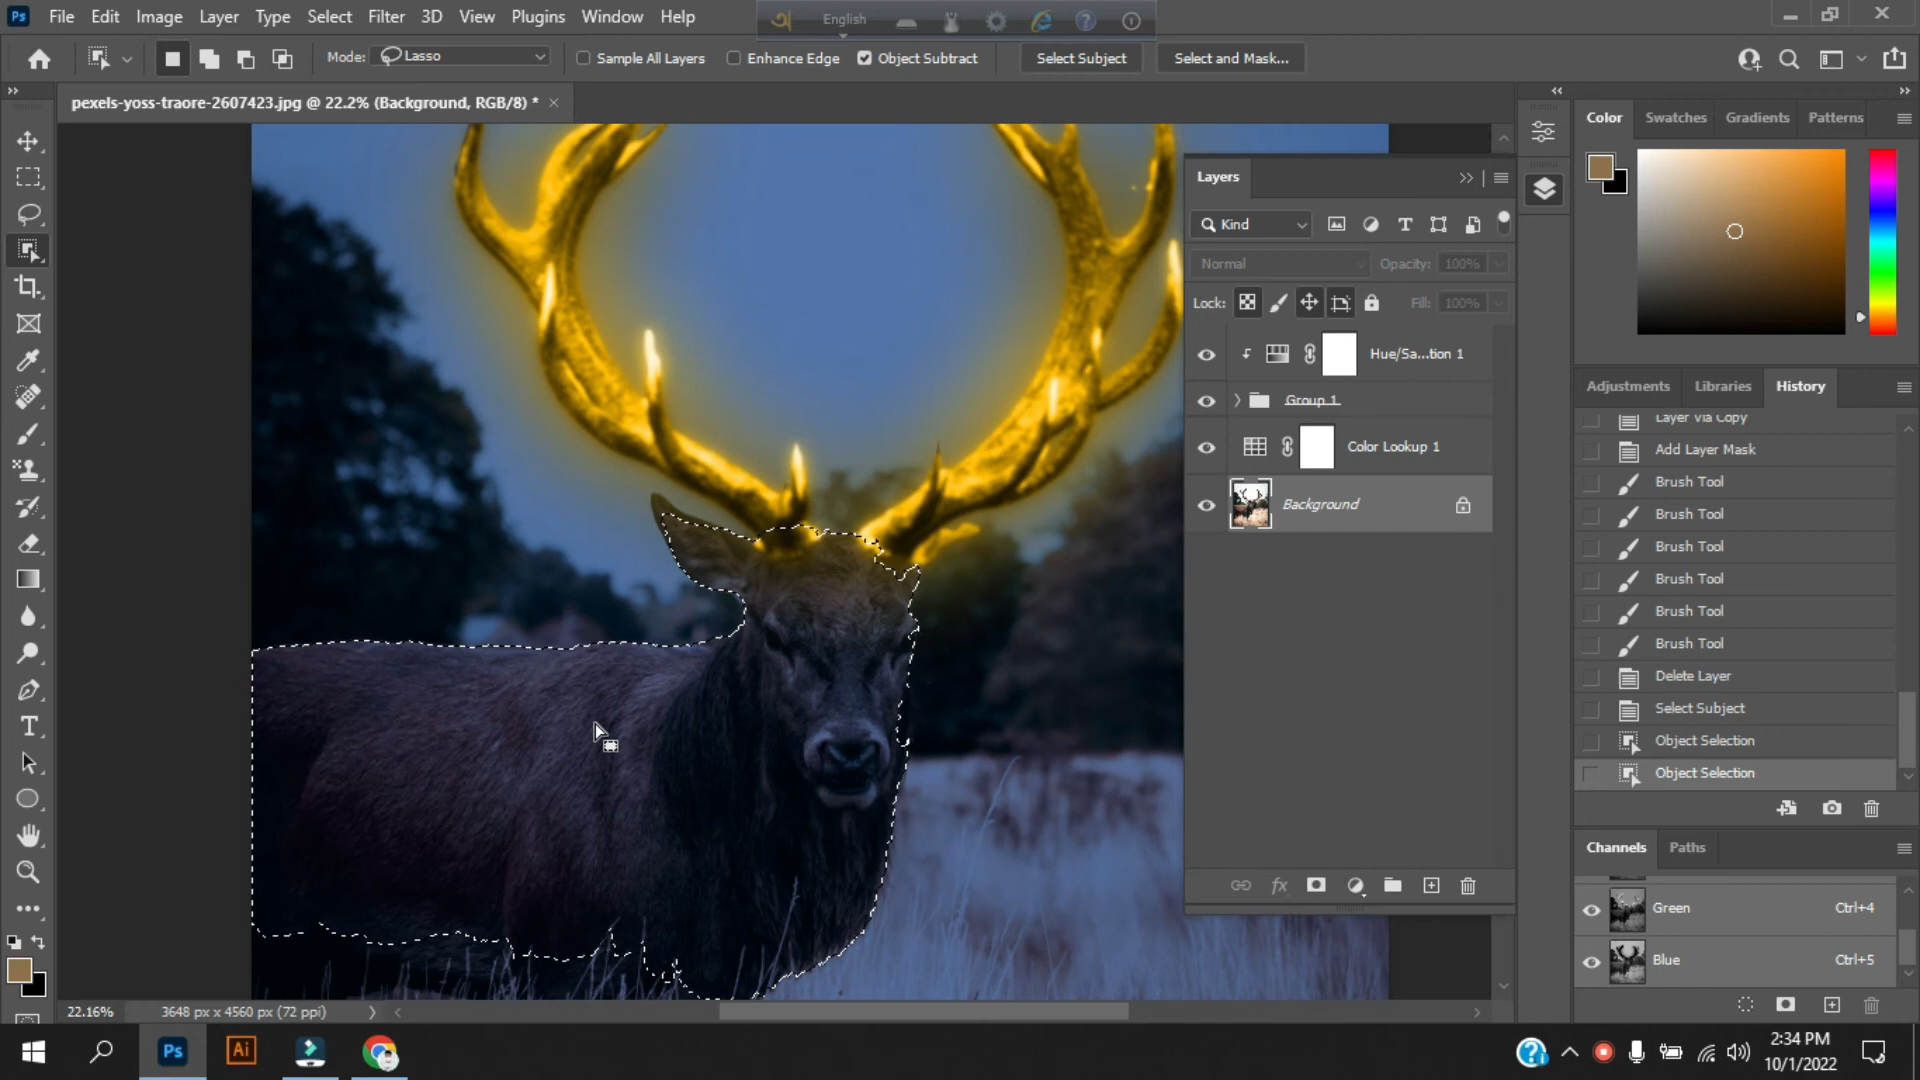 Ps File Edit Image Layer Type Select Filter 3D View Plugins Window Help
English
Mode: Lasso Sample All Layers Enhance Edge Object Subtract Select Subject Select and Mask...
pexels-yoss-traore-2607423.jpg @ 22.2% (Background, RGB/8) *
Layers
Kind
Normal Opacity: 100%
Lock: Fill: 100%
Hue/Sa...tion 1
Group 1
Color Lookup 1
Background
Color Swatches Gradients Patterns
Adjustments Libraries History
Layer Via Copy
Add Layer Mask
Brush Tool
Brush Tool
Brush Tool
Brush Tool
Brush Tool
Brush Tool
Delete Layer
Select Subject
Object Selection
Object Selection
Channels Paths
Green Ctrl+4
Blue Ctrl+5
22.16% 3648 px x 4560 px (72 ppi)
Ps Ai
2:34 PM
10/1/2022